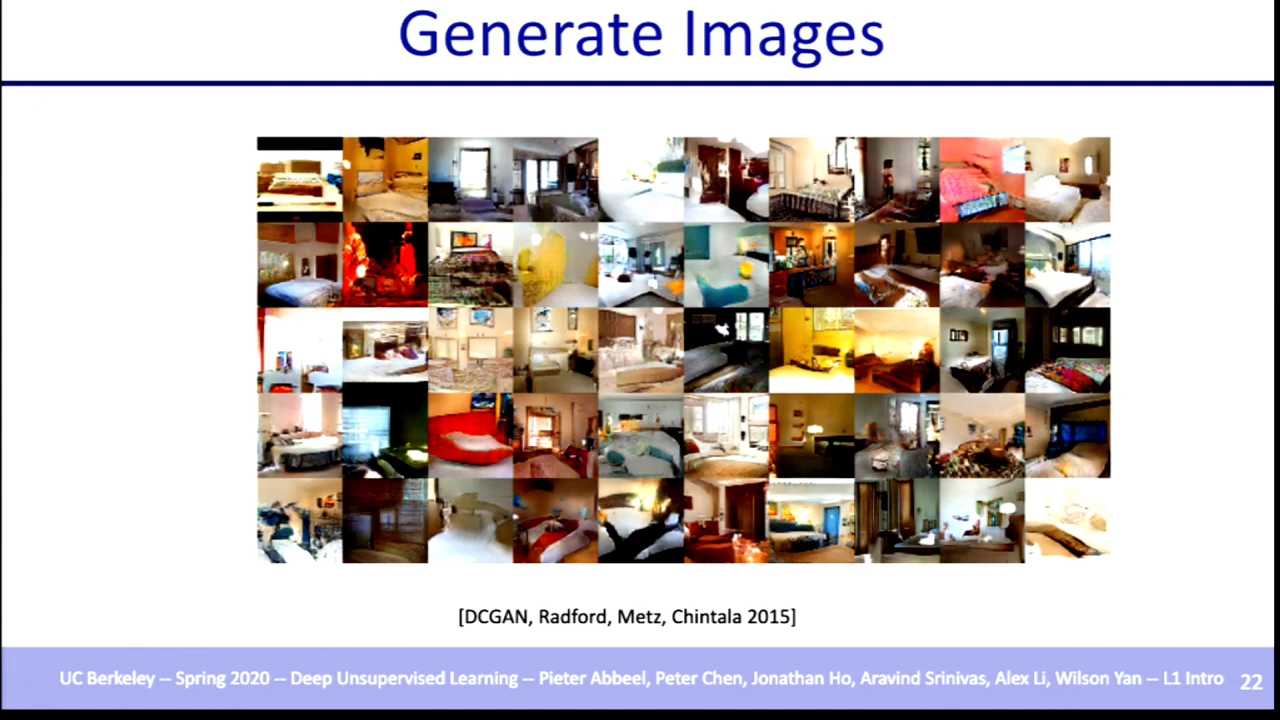 Generate Images
[DCGAN, Radford, Metz, Chintala 2015]
UC Berkeley -- Spring 2020 -- Deep Unsupervised Learning -- Pieter Abbeel, Peter Chen, Jonathan Ho, Aravind Srinivas, Alex Li, Wilson Yan -- L1 Intro 22